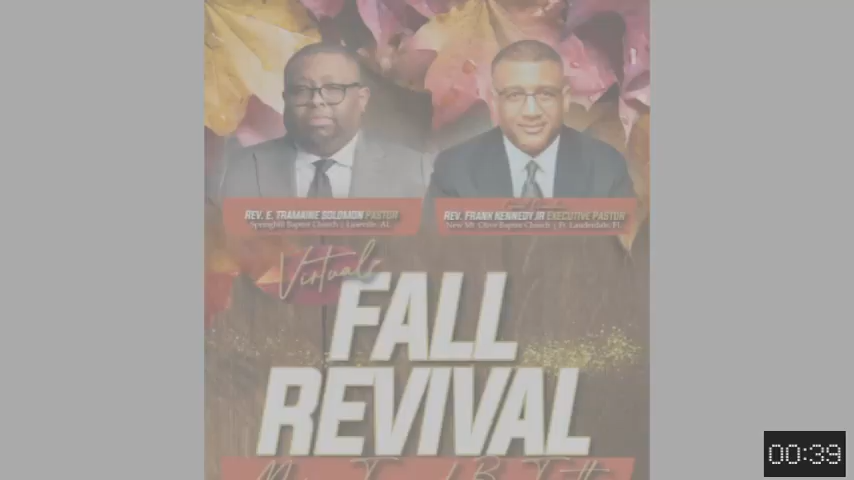 REV. E. TRAMAINE SOLOMON PASTOR
Springhill Baptist Church | Lineville, AL
REV. FRANK KENNEDY JR EXECUTIVE PASTOR
New Mt. Olive Baptist Church | Ft. Lauderdale, FL
Virtual
FALL
REVIVAL
00:39